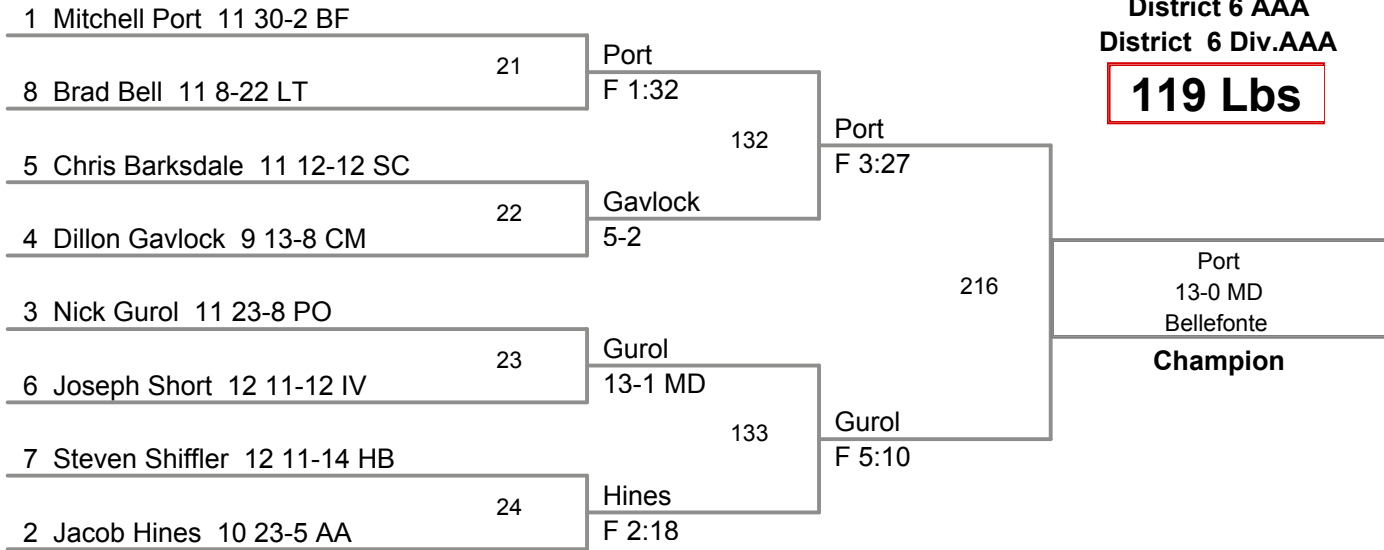 District 6 AAA
District 6 Div.AAA
119 Lbs
1 Mitchell Port 11 30-2 BF
21
8 Brad Bell 11 8-22 LT
Port
F 1:32
5 Chris Barksdale 11 12-12 SC
22
4 Dillon Gavlock 9 13-8 CM
Gavlock
5-2
132
Port
F 3:27
3 Nick Gurol 11 23-8 PO
23
6 Joseph Short 12 11-12 IV
Gurol
13-1 MD
7 Steven Shiffler 12 11-14 HB
24
2 Jacob Hines 10 23-5 AA
Hines
F 2:18
133
Gurol
F 5:10
216
Port
13-0 MD
Bellefonte
Champion